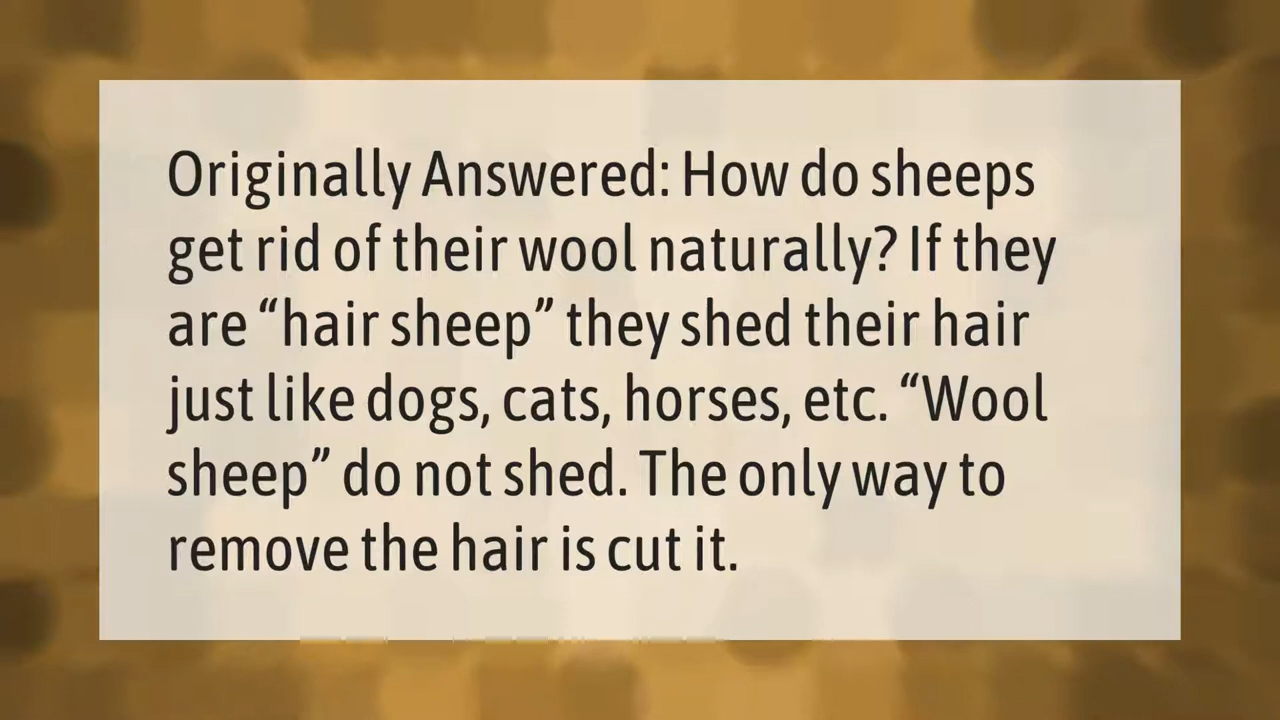 Originally Answered: How do sheeps
get rid of their wool naturally? If they
are “hair sheep” they shed their hair
just like dogs, cats, horses, etc. “Wool
sheep” do not shed. The only way to
remove the hair is cut it.